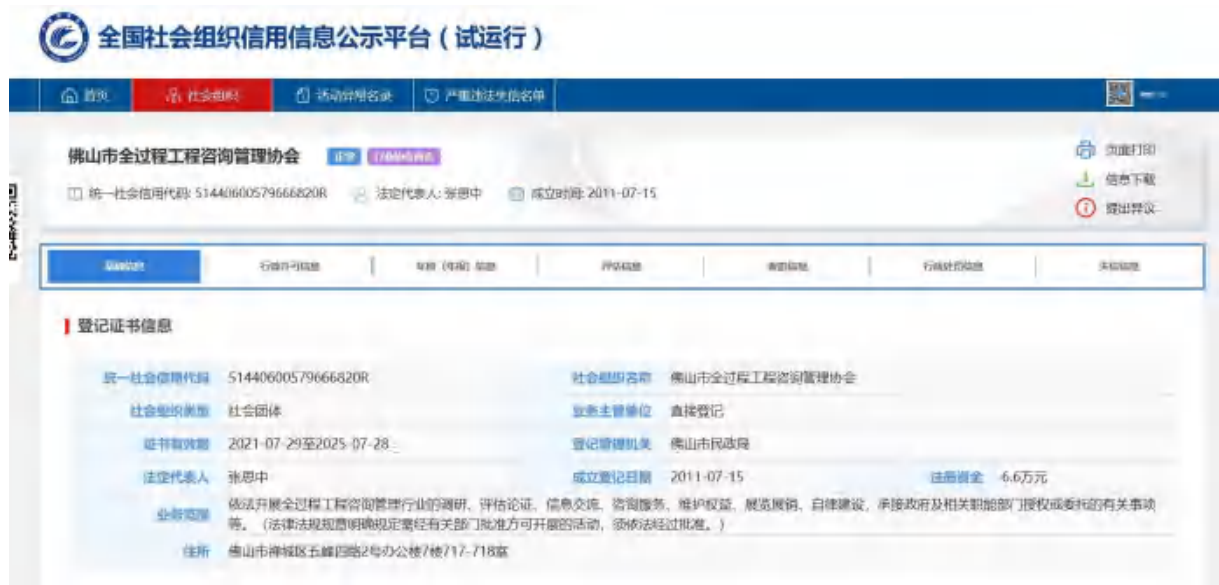 全国社会组织信用信息公示平台（试运行）
首页 社会组织 活动异常名录 严重违法失信名单
佛山市全过程工程咨询管理协会 正常
页面打印
统一社会信用代码: 51440600579666820R 法定代表人: 张思中 成立时间: 2011-07-15
信息下载
提出异议
基础信息 行政许可信息 年检（年报）信息 评估信息 表彰信息 行政处罚信息 失信信息
登记证书信息
统一社会信用代码 51440600579666820R 社会组织名称 佛山市全过程工程咨询管理协会
社会组织类型 社会团体 业务主管单位 直接登记
证书有效期 2021-07-29至2025-07-28 登记管理机关 佛山市民政局
法定代表人 张思中 成立登记日期 2011-07-15 注册资金 6.6万元
业务范围 依法开展全过程工程咨询管理行业的调研、评估论证、信息交流、咨询服务、维护权益、展览展销、自律建设，承接政府及相关职能部门授权或委托的有关事项
等。（法律法规规章明确规定需经有关部门批准方可开展的活动，须依法经过批准。）
住所 佛山市禅城区五峰四路2号办公楼7楼717-718室